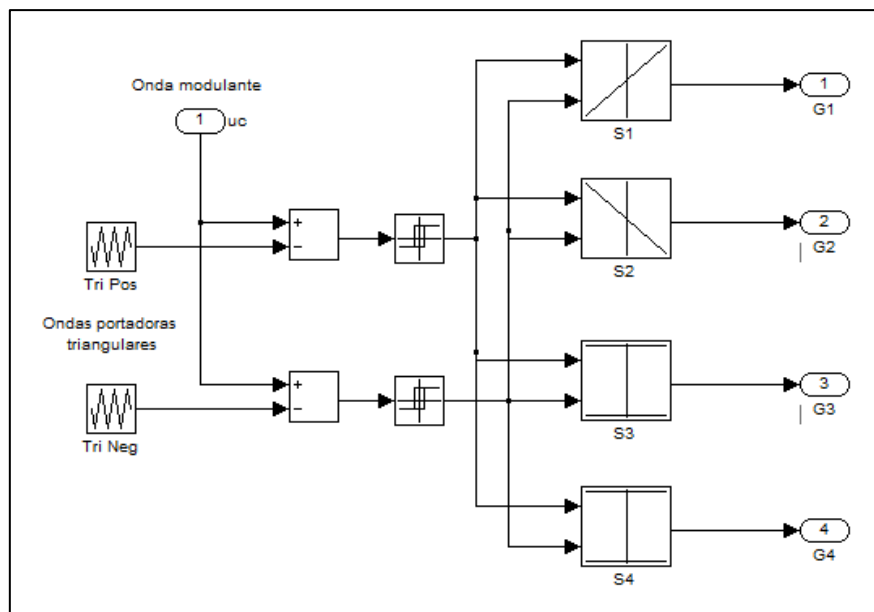 Onda modulante
1
uc
+
−
Tri Pos
Ondas portadoras
triangulares
+
−
Tri Neg
S1
1
G1
S2
2
G2
S3
3
G3
S4
4
G4